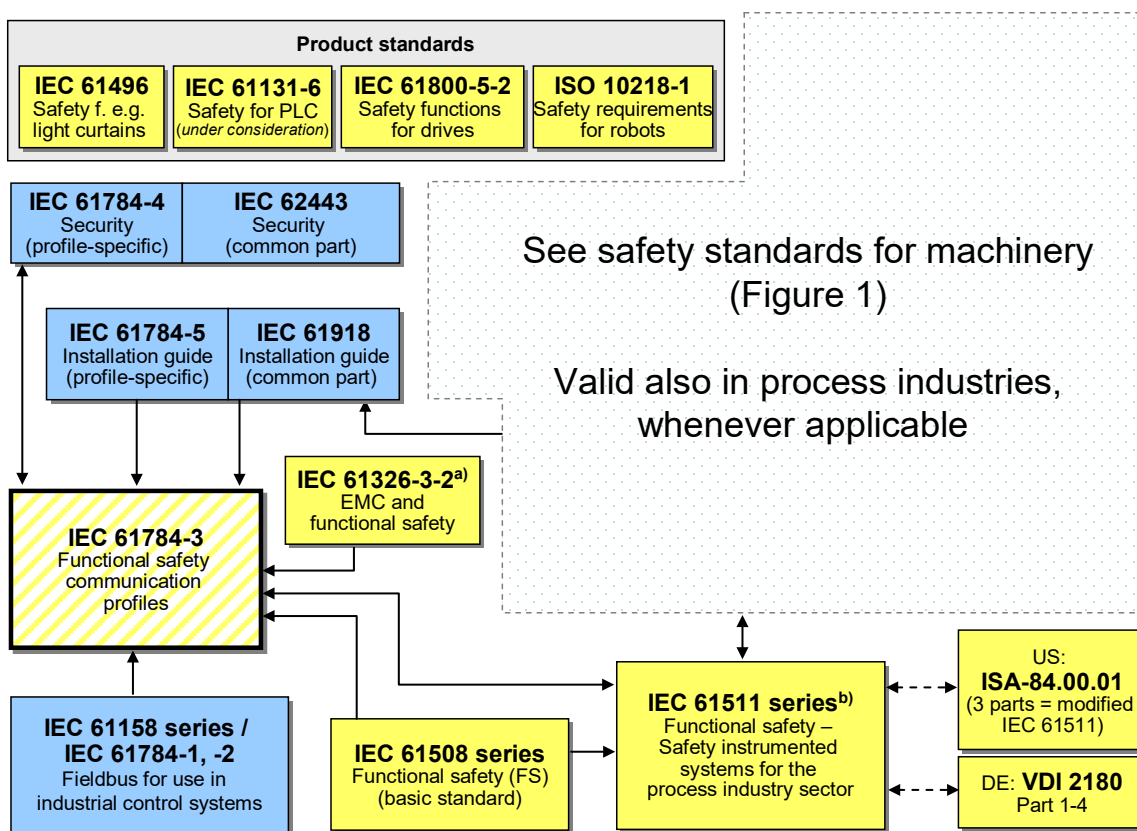 Product standards
IEC 61496
Safety f. e.g.
light curtains
IEC 61131-6
Safety for PLC
(under consideration)
IEC 61800-5-2
Safety functions
for drives
ISO 10218-1
Safety requirements
for robots
IEC 61784-4
Security
(profile-specific)
IEC 62443
Security
(common part)
See safety standards for machinery
(Figure 1)
Valid also in process industries,
whenever applicable
IEC 61784-5
Installation guide
(profile-specific)
IEC 61918
Installation guide
(common part)
IEC 61326-3-2a)
EMC and
functional safety
IEC 61784-3
Functional safety
communication
profiles
IEC 61158 series /
IEC 61784-1, -2
Fieldbus for use in
industrial control systems
IEC 61508 series
Functional safety (FS)
(basic standard)
IEC 61511 seriesb)
Functional safety –
Safety instrumented
systems for the
process industry sector
US:
ISA-84.00.01
(3 parts = modified
IEC 61511)
DE: VDI 2180
Part 1-4